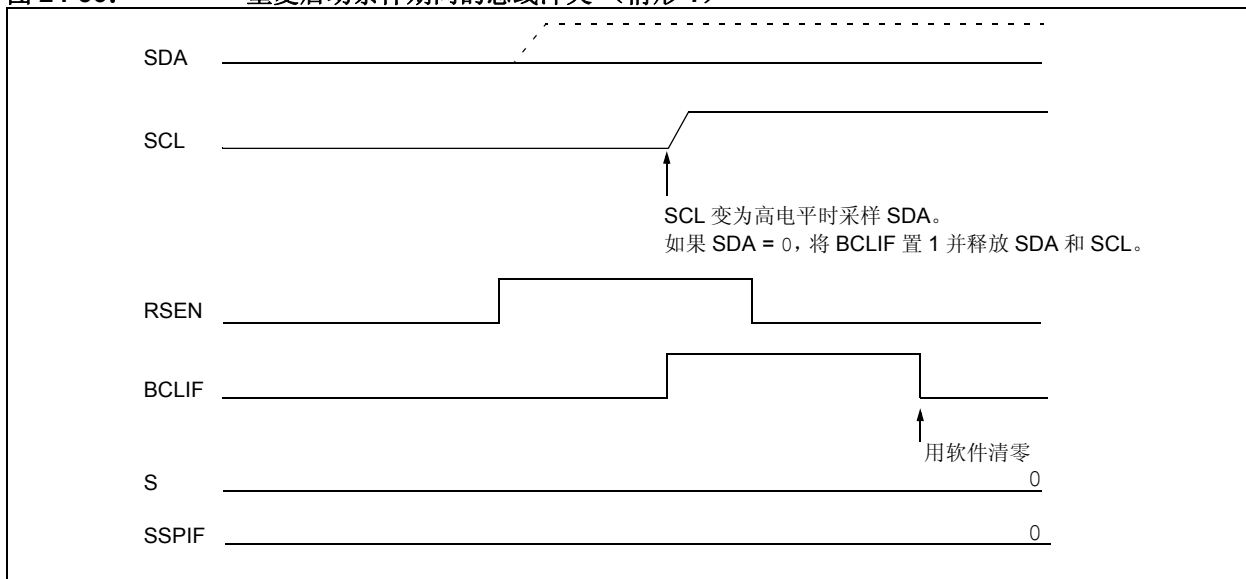 SDA
SCL
SCL 变为高电平时采样 SDA。
如果 SDA = 0，将 BCLIF 置 1 并释放 SDA 和 SCL。
RSEN
BCLIF
用软件清零
S
0
SSPIF
0